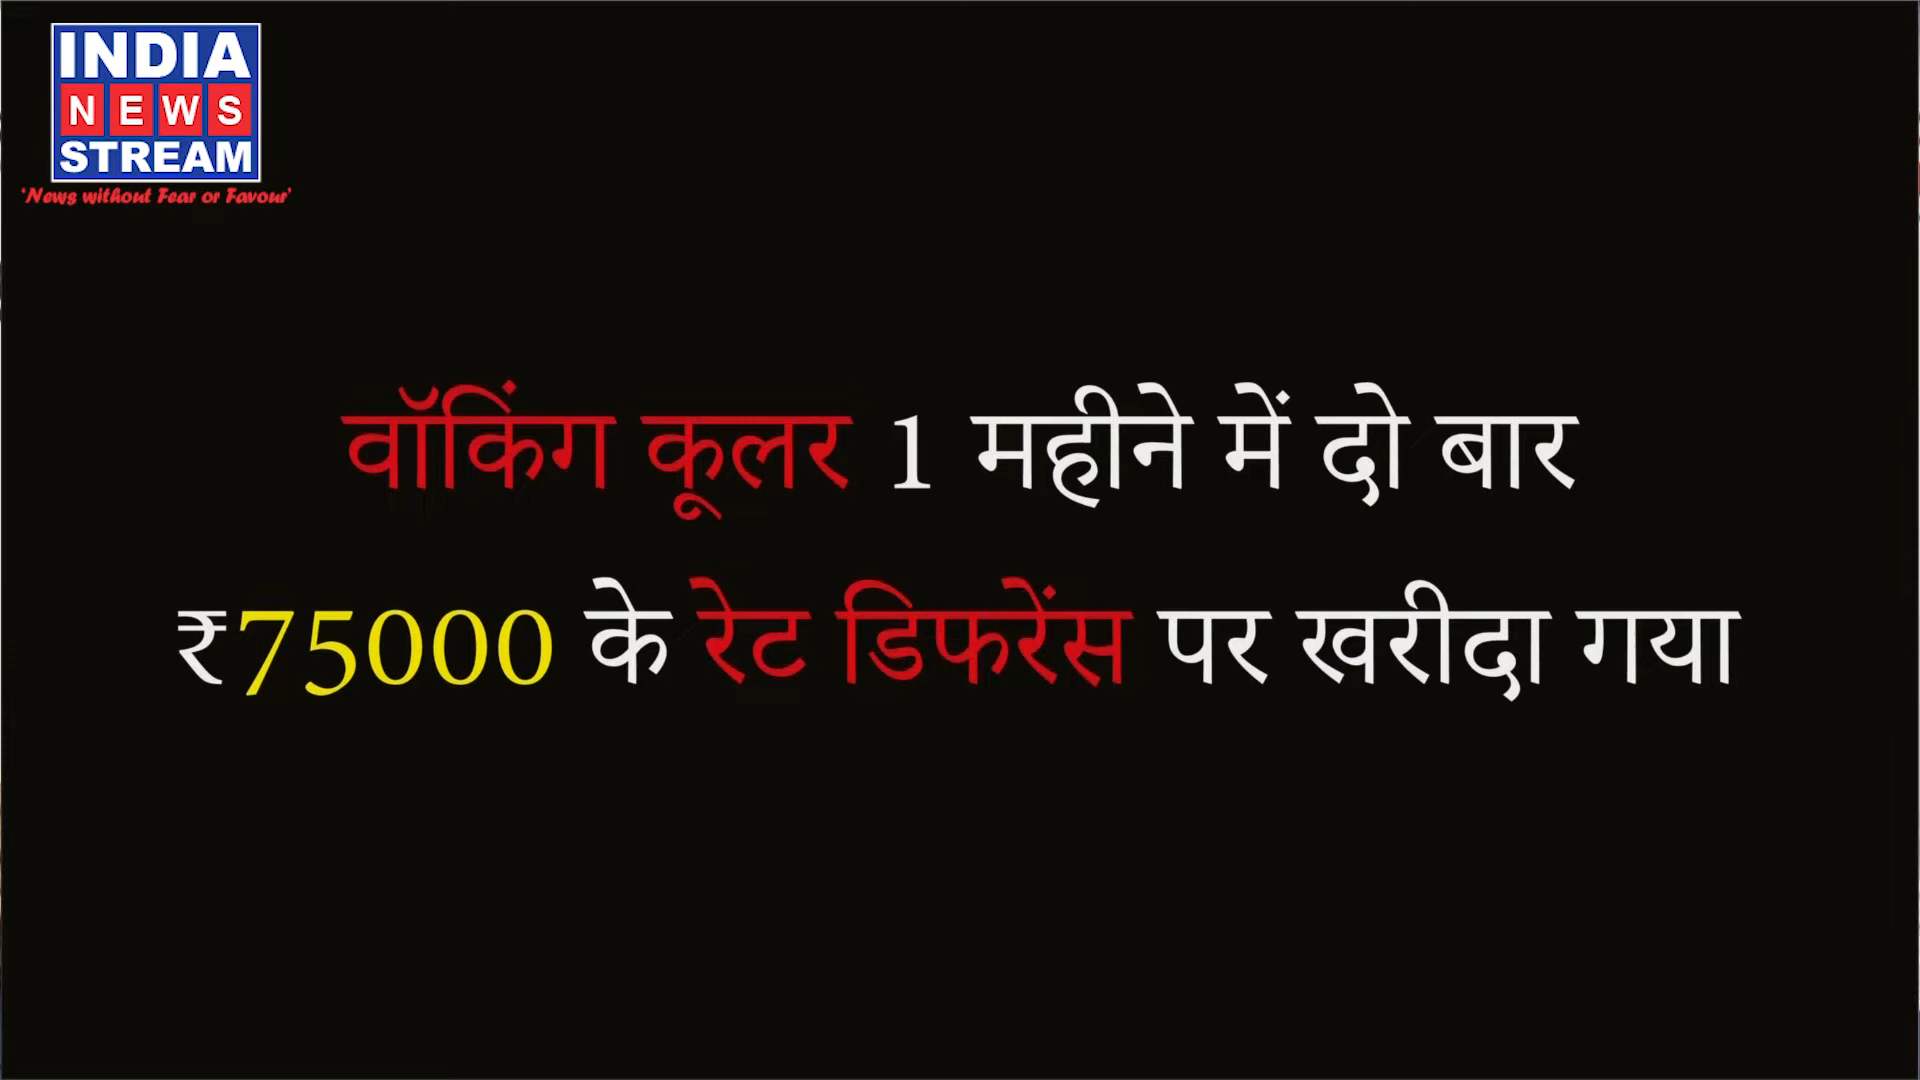 INDIA
NEWS
STREAM
'News without Fear or Favour'
वॉकिंग कूलर 1 महीने में दो बार
₹75000 के रेट डिफरेंस पर खरीदा गया